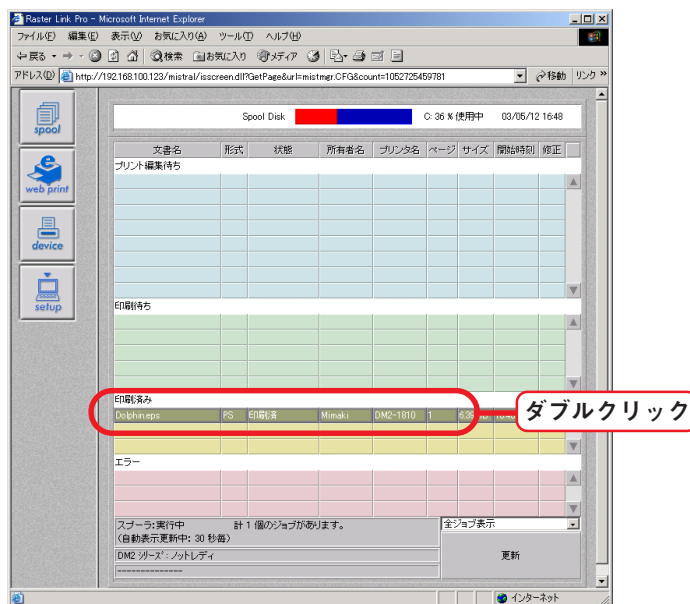 Raster Link Pro - Microsoft Internet Explorer
ファイル(F) 編集(E) 表示(V) お気に入り(A) ツール(T) ヘルプ(H)
戻る 検索 お気に入り メディア
アドレス(D) http://192.168.100.123/mistral/isscreen.dll?GetPage&url=mistmgr.CFG&count=1052725459781 移動 リンク »
spool
web print
device
setup
Spool Disk C: 36 % 使用中 03/05/12 16:48
文書名 形式 状態 所有者名 プリンタ名 ページ サイズ 開始時刻 修正
プリント編集待ち
印刷待ち
印刷済み
Dolphin.eps PS 印刷済 Mimaki DM2-1810 1
ダブルクリック
エラー
スプーラ:実行中 計 1 個のジョブがあります。
(自動表示更新中: 30 秒毎)
DM2 シリーズ: ノットレディ
--------------
全ジョブ表示
更新
インターネット